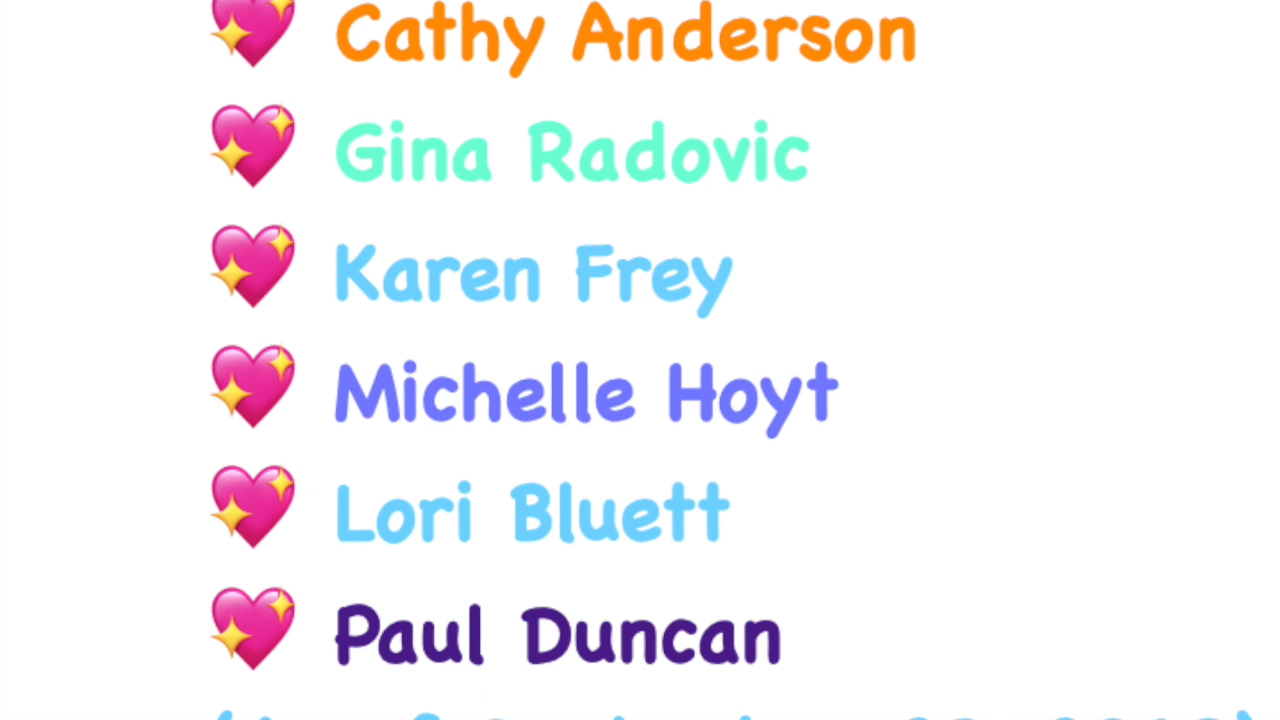 Cathy Anderson
Gina Radovic
Karen Frey
Michelle Hoyt
Lori Bluett
Paul Duncan